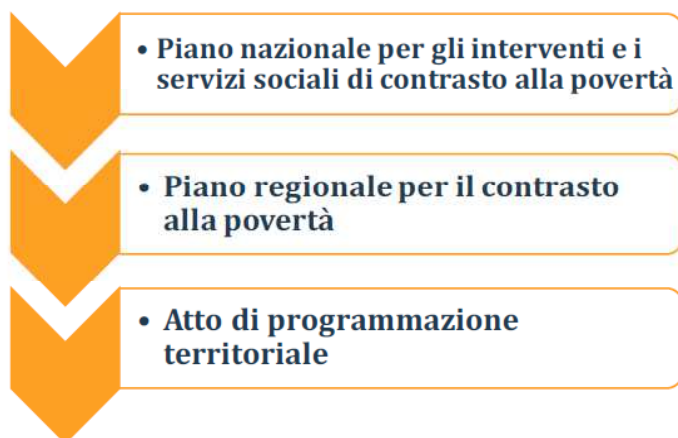 • Piano nazionale per gli interventi e i
servizi sociali di contrasto alla povertà
• Piano regionale per il contrasto
alla povertà
• Atto di programmazione
territoriale